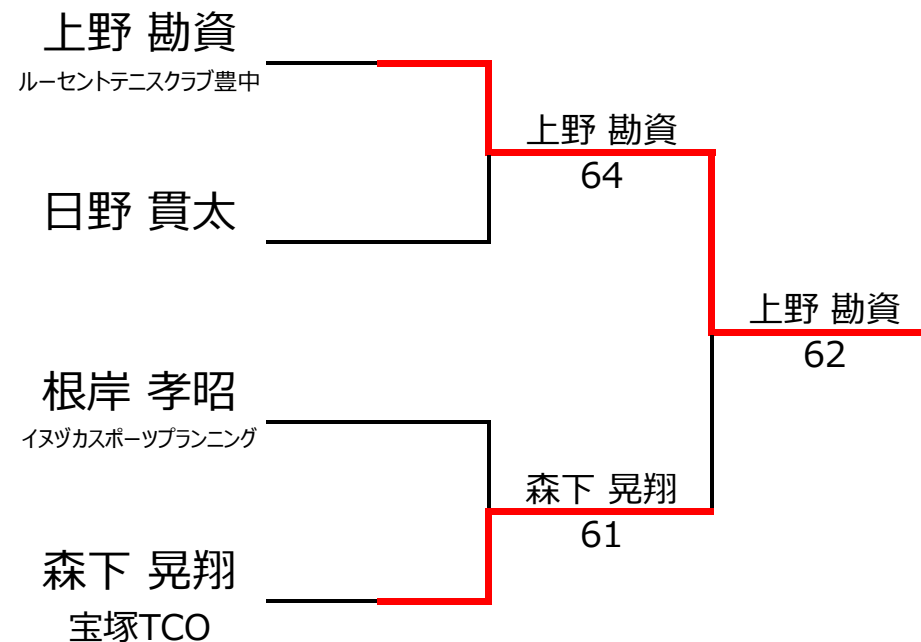 上野 勘資
ルーセントテニスクラブ豊中
上野 勘資
64
日野 貫太
上野 勘資
62
根岸 孝昭
イヌヅカスポーツプランニング
森下 晃翔
61
森下 晃翔
宝塚TCO